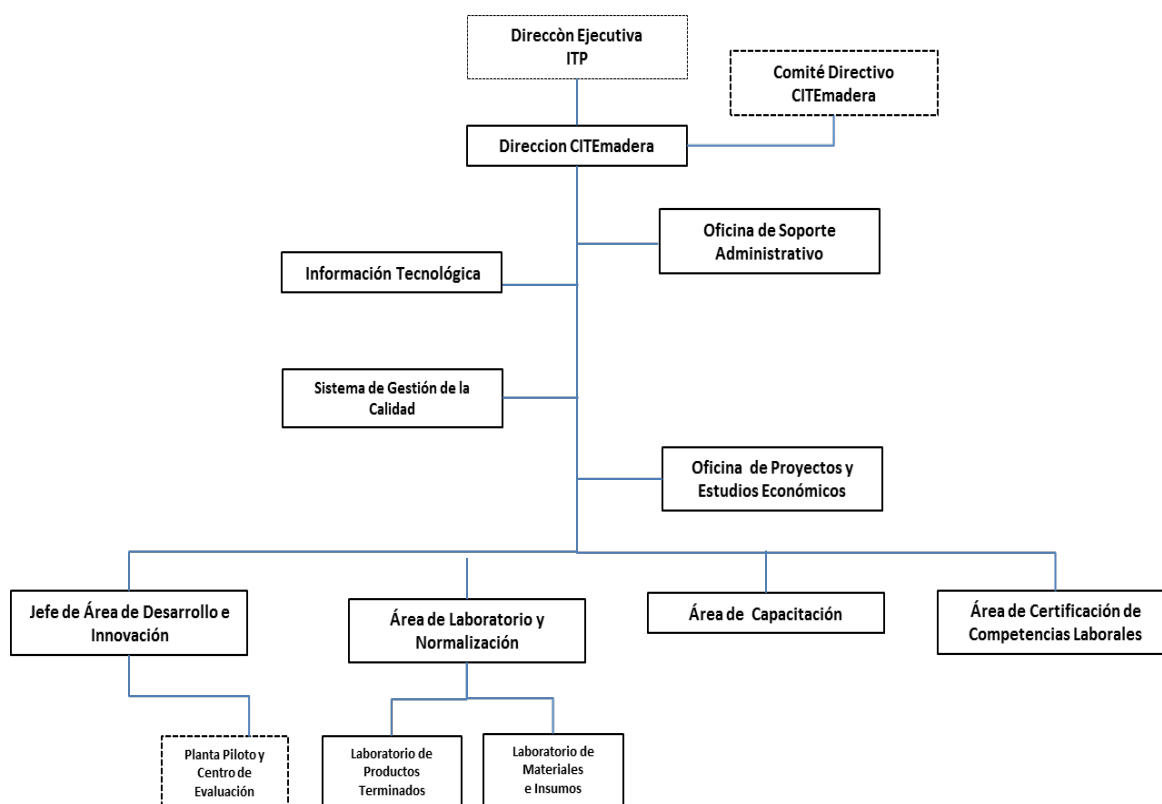 Direccòn Ejecutiva
ITP
Comité Directivo
CITEmadera
Direccion CITEmadera
Oficina de Soporte
Administrativo
Información Tecnológica
Sistema de Gestión de la
Calidad
Oficina de Proyectos y
Estudios Económicos
Jefe de Área de Desarrollo e
Innovación
Área de Laboratorio y
Normalización
Área de Capacitación
Área de Certificación de
Competencias Laborales
Planta Piloto y
Centro de
Evaluación
Laboratorio de
Productos
Terminados
Laboratorio de
Materiales
e Insumos